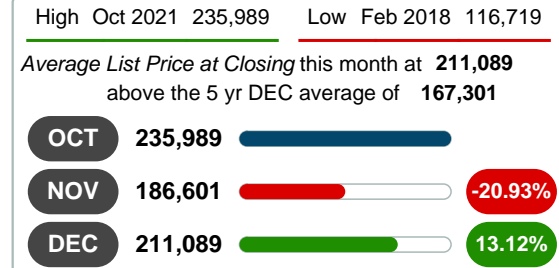 High Oct 2021 235,989 Low Feb 2018 116,719
Average List Price at Closing this month at 211,089
above the 5 yr DEC average of 167,301
OCT 235,989
NOV 186,601 -20.93%
DEC 211,089 13.12%